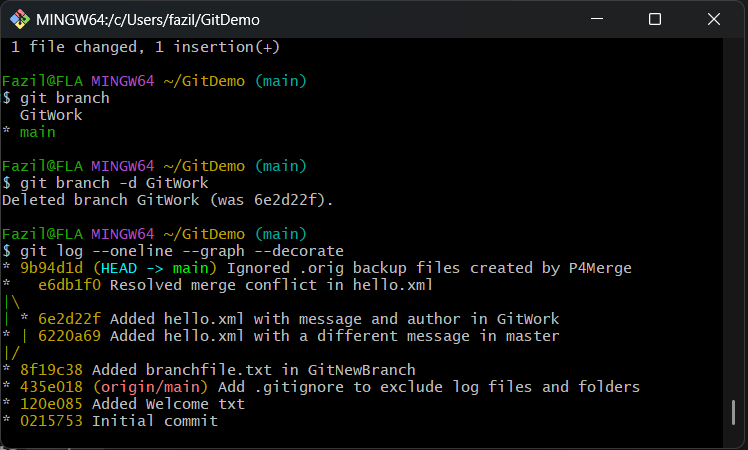 MINGW64:/c/Users/fazil/GitDemo
1 file changed, 1 insertion(+)
Fazil@FLA MINGW64 ~/GitDemo (main)
$ git branch
  GitWork
* main
Fazil@FLA MINGW64 ~/GitDemo (main)
$ git branch -d GitWork
Deleted branch GitWork (was 6e2d22f).
Fazil@FLA MINGW64 ~/GitDemo (main)
$ git log --oneline --graph --decorate
* 9b94d1d (HEAD -> main) Ignored .orig backup files created by P4Merge
*   e6db1f0 Resolved merge conflict in hello.xml
|\
| * 6e2d22f Added hello.xml with message and author in GitWork
* | 6220a69 Added hello.xml with a different message in master
|/
* 8f19c38 Added branchfile.txt in GitNewBranch
* 435e018 (origin/main) Add .gitignore to exclude log files and folders
* 120e085 Added Welcome txt
* 0215753 Initial commit